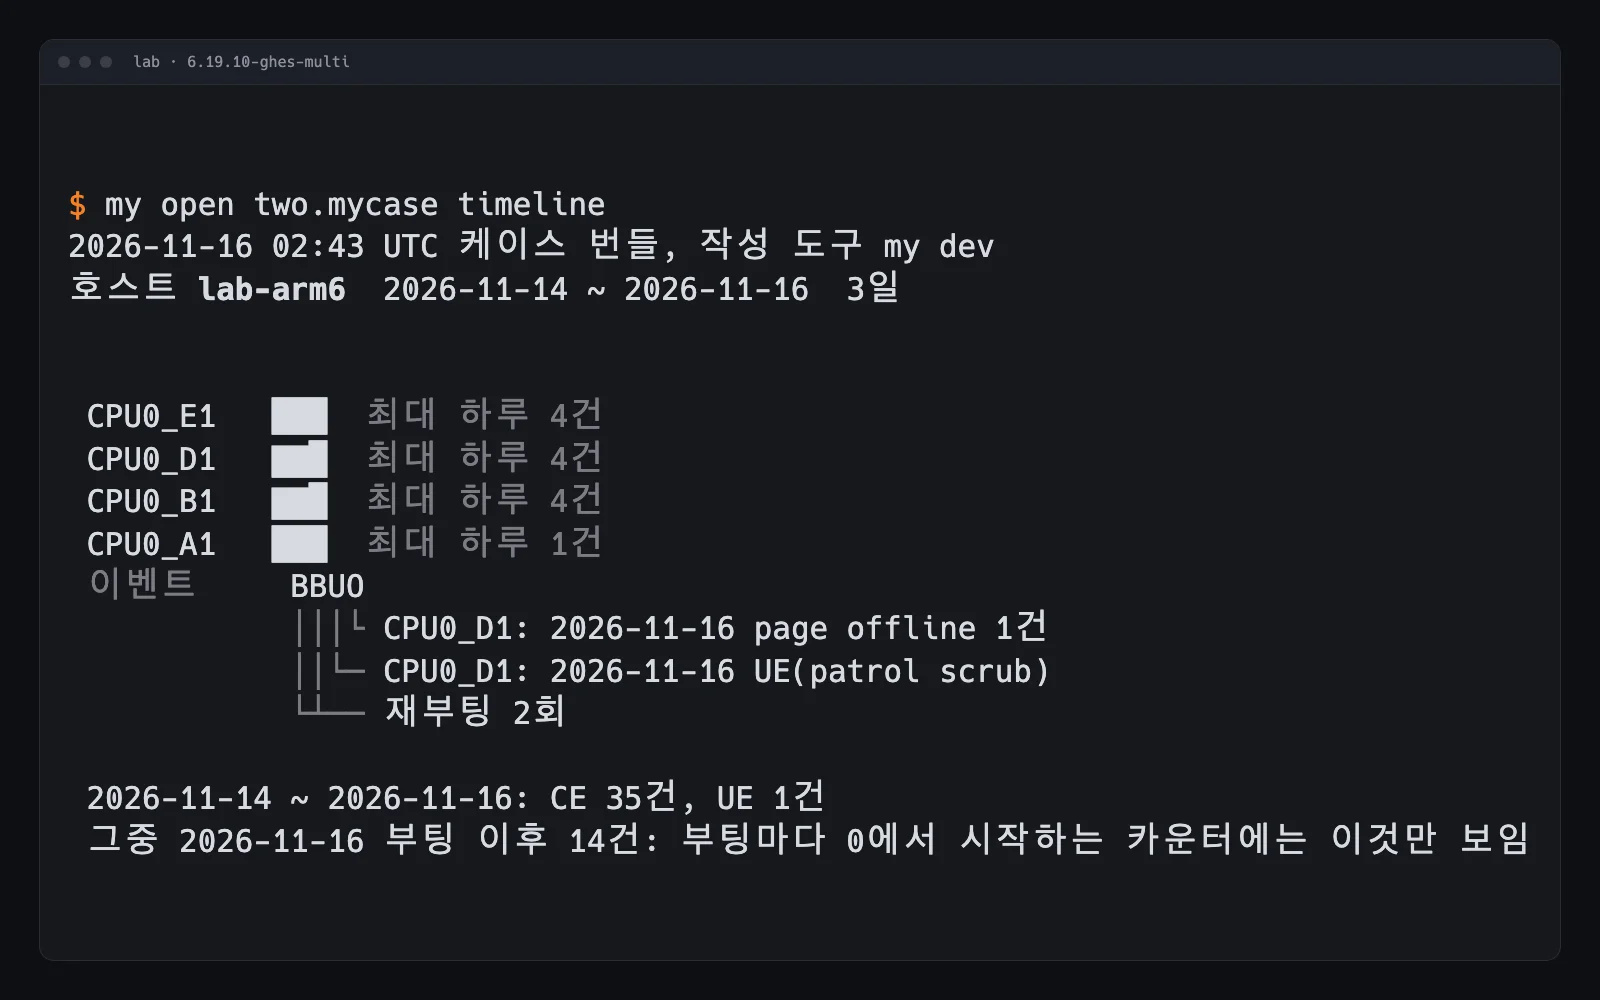 lab · 6.19.10-ghes-multi
$ my open two.mycase timeline
2026-11-16 02:43 UTC 케이스 번들, 작성 도구 my dev
호스트 lab-arm6  2026-11-14 ~ 2026-11-16  3일
CPU0_E1 ███ 최대 하루 4건
CPU0_D1 ▇▇█ 최대 하루 4건
CPU0_B1 ▇▇█ 최대 하루 4건
CPU0_A1 ███ 최대 하루 1건
이벤트 BBUO
│││└ CPU0_D1: 2026-11-16 page offline 1건
││└─ CPU0_D1: 2026-11-16 UE(patrol scrub)
└┴── 재부팅 2회
2026-11-14 ~ 2026-11-16: CE 35건, UE 1건
그중 2026-11-16 부팅 이후 14건: 부팅마다 0에서 시작하는 카운터에는 이것만 보임